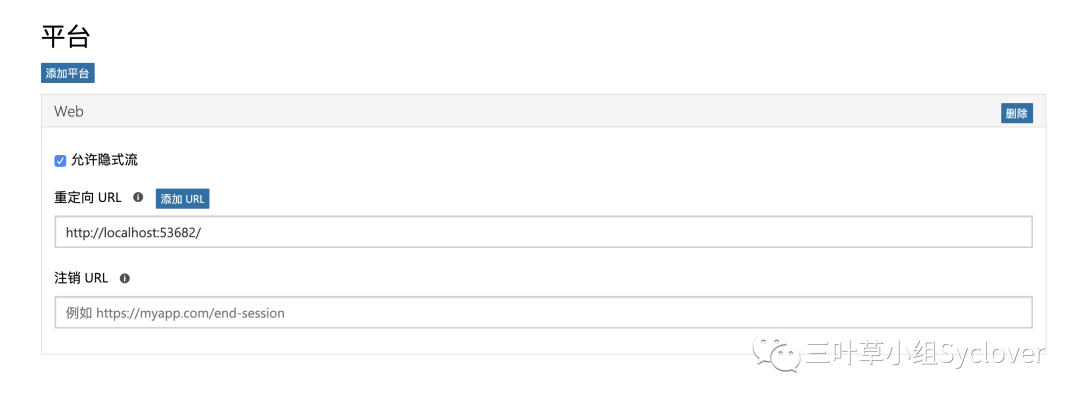 平台
添加平台
Web
删除
允许隐式流
重定向 URL 添加 URL
http://localhost:53682/
注销 URL
例如 https://myapp.com/end-session
三叶草小组Syclover